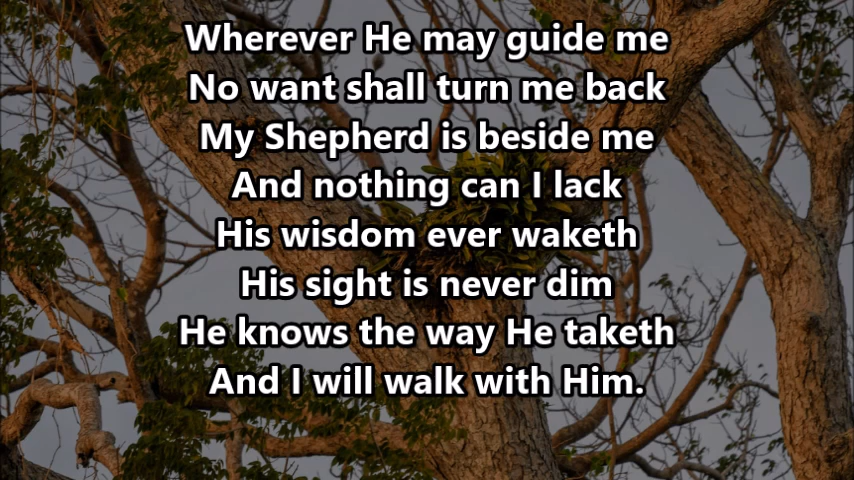 Wherever He may guide me
No want shall turn me back
My Shepherd is beside me
And nothing can I lack
His wisdom ever waketh
His sight is never dim
He knows the way He taketh
And I will walk with Him.